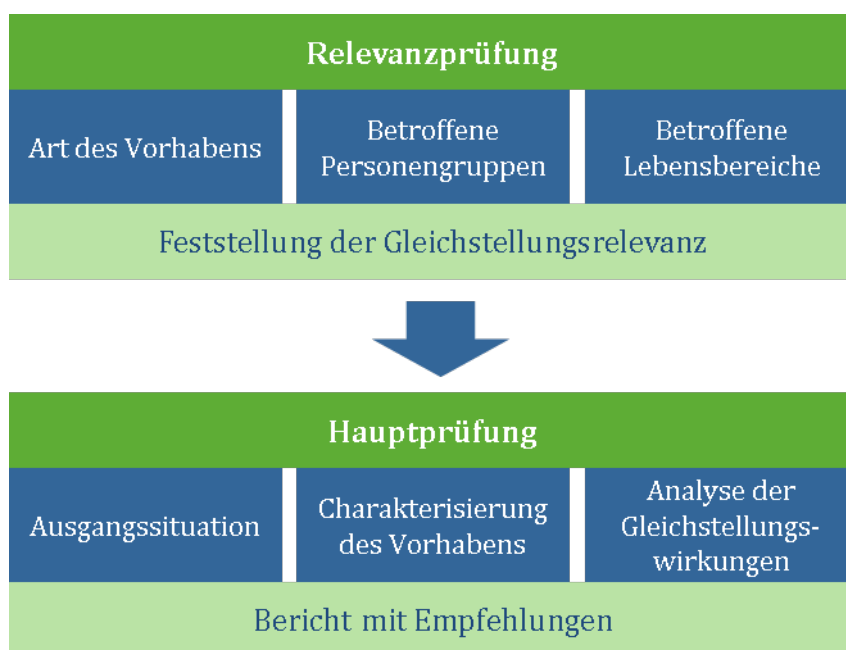 Relevanzprüfung
Art des Vorhabens
Betroffene
Personengruppen
Betroffene
Lebensbereiche
Feststellung der Gleichstellungsrelevanz
Hauptprüfung
Ausgangssituation
Charakterisierung
des Vorhabens
Analyse der
Gleichstellungs-
wirkungen
Bericht mit Empfehlungen